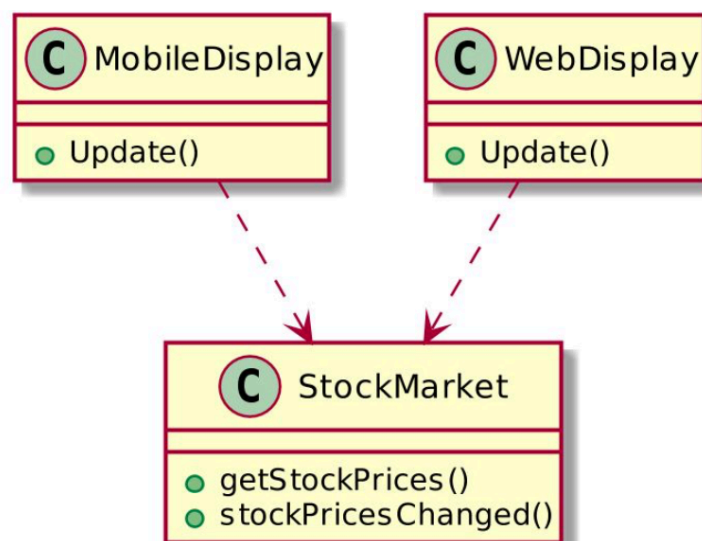 C MobileDisplay
Update()
C WebDisplay
Update()
C StockMarket
getStockPrices()
stockPricesChanged()